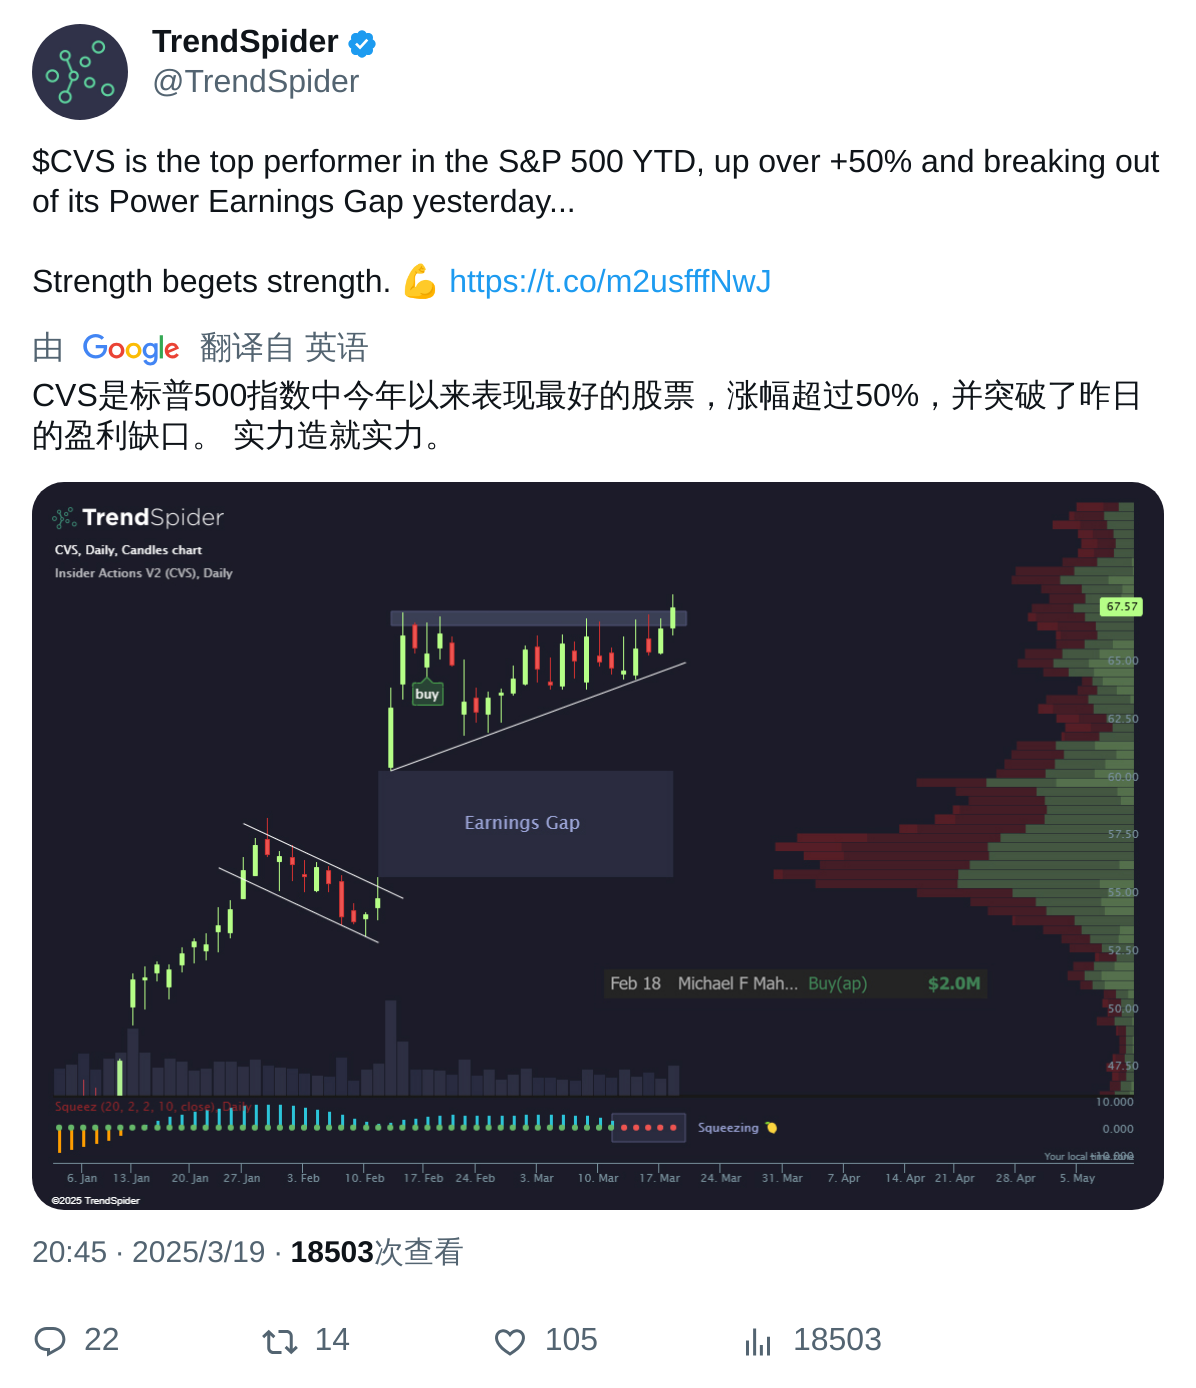 TrendSpider
@TrendSpider
$CVS is the top performer in the S&P 500 YTD, up over +50% and breaking out
of its Power Earnings Gap yesterday...
Strength begets strength. 💪 https://t.co/m2usfffNwJ
由 Google 翻译自 英语
CVS是标普500指数中今年以来表现最好的股票，涨幅超过50%，并突破了昨日
的盈利缺口。 实力造就实力。
TrendSpider
CVS, Daily, Candles chart
Insider Actions V2 (CVS), Daily
67.57
65.00
buy
62.50
60.00
Earnings Gap
57.50
55.00
52.50
Feb 18 Michael F Mah... Buy(ap) $2.0M
50.00
47.50
Squeeze (20, 2, 2, 10, close), Daily
10.000
Squeezing 🍋
0.000
Your local time zone
-10.000
6. Jan 13. Jan 20. Jan 27. Jan 3. Feb 10. Feb 17. Feb 24. Feb 3. Mar 10. Mar 17. Mar 24. Mar 31. Mar 7. Apr 14. Apr 21. Apr 28. Apr 5. May
©2025 TrendSpider
20:45 · 2025/3/19 · 18503次查看
22 14 105 18503